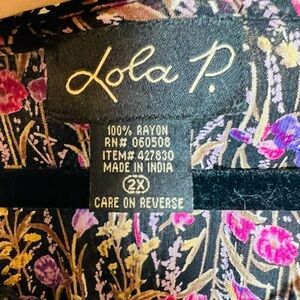 Lola P.
100% RAYON
RN# 060508
ITEM# 427830
MADE IN INDIA
2X
CARE ON REVERSE